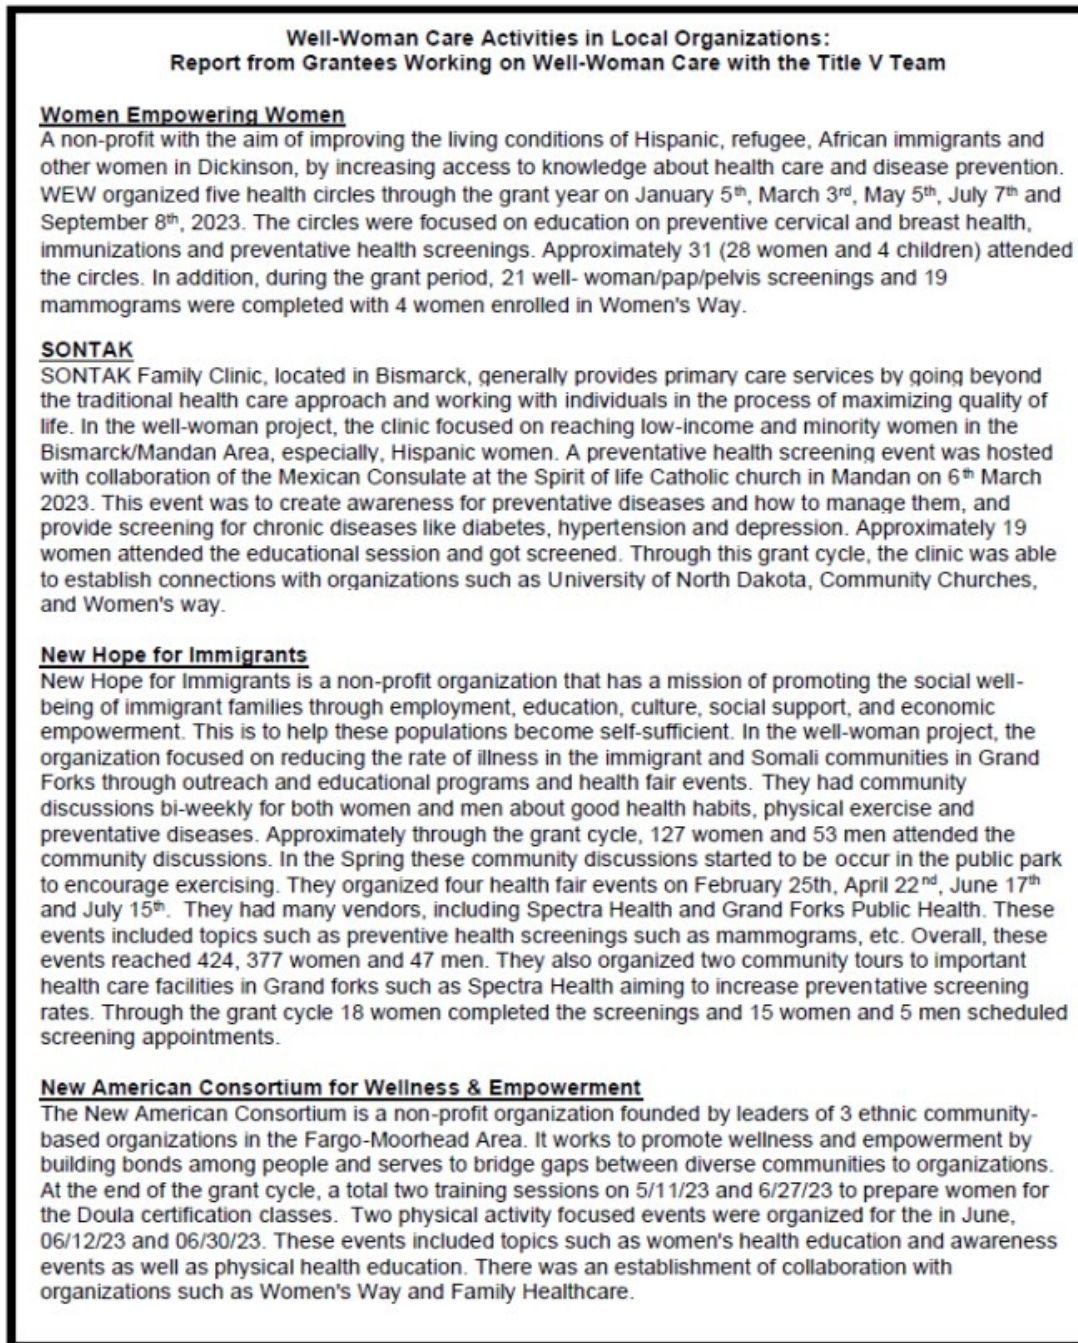 Well-Woman Care Activities in Local Organizations:
Report from Grantees Working on Well-Woman Care with the Title V Team
Women Empowering Women
A non-profit with the aim of improving the living conditions of Hispanic, refugee, African immigrants and
other women in Dickinson, by increasing access to knowledge about health care and disease prevention.
WEW organized five health circles through the grant year on January 5th, March 3rd, May 5th, July 7th and
September 8th, 2023. The circles were focused on education on preventive cervical and breast health,
immunizations and preventative health screenings. Approximately 31 (28 women and 4 children) attended
the circles. In addition, during the grant period, 21 well- woman/pap/pelvis screenings and 19
mammograms were completed with 4 women enrolled in Women's Way.
SONTAK
SONTAK Family Clinic, located in Bismarck, generally provides primary care services by going beyond
the traditional health care approach and working with individuals in the process of maximizing quality of
life. In the well-woman project, the clinic focused on reaching low-income and minority women in the
Bismarck/Mandan Area, especially, Hispanic women. A preventative health screening event was hosted
with collaboration of the Mexican Consulate at the Spirit of life Catholic church in Mandan on 6th March
2023. This event was to create awareness for preventative diseases and how to manage them, and
provide screening for chronic diseases like diabetes, hypertension and depression. Approximately 19
women attended the educational session and got screened. Through this grant cycle, the clinic was able
to establish connections with organizations such as University of North Dakota, Community Churches,
and Women's way.
New Hope for Immigrants
New Hope for Immigrants is a non-profit organization that has a mission of promoting the social well-
being of immigrant families through employment, education, culture, social support, and economic
empowerment. This is to help these populations become self-sufficient. In the well-woman project, the
organization focused on reducing the rate of illness in the immigrant and Somali communities in Grand
Forks through outreach and educational programs and health fair events. They had community
discussions bi-weekly for both women and men about good health habits, physical exercise and
preventative diseases. Approximately through the grant cycle, 127 women and 53 men attended the
community discussions. In the Spring these community discussions started to be occur in the public park
to encourage exercising. They organized four health fair events on February 25th, April 22nd, June 17th
and July 15th.  They had many vendors, including Spectra Health and Grand Forks Public Health. These
events included topics such as preventive health screenings such as mammograms, etc. Overall, these
events reached 424, 377 women and 47 men. They also organized two community tours to important
health care facilities in Grand forks such as Spectra Health aiming to increase preventative screening
rates. Through the grant cycle 18 women completed the screenings and 15 women and 5 men scheduled
screening appointments.
New American Consortium for Wellness & Empowerment
The New American Consortium is a non-profit organization founded by leaders of 3 ethnic community-
based organizations in the Fargo-Moorhead Area. It works to promote wellness and empowerment by
building bonds among people and serves to bridge gaps between diverse communities to organizations.
At the end of the grant cycle, a total two training sessions on 5/11/23 and 6/27/23 to prepare women for
the Doula certification classes.  Two physical activity focused events were organized for the in June,
06/12/23 and 06/30/23. These events included topics such as women's health education and awareness
events as well as physical health education. There was an establishment of collaboration with
organizations such as Women's Way and Family Healthcare.